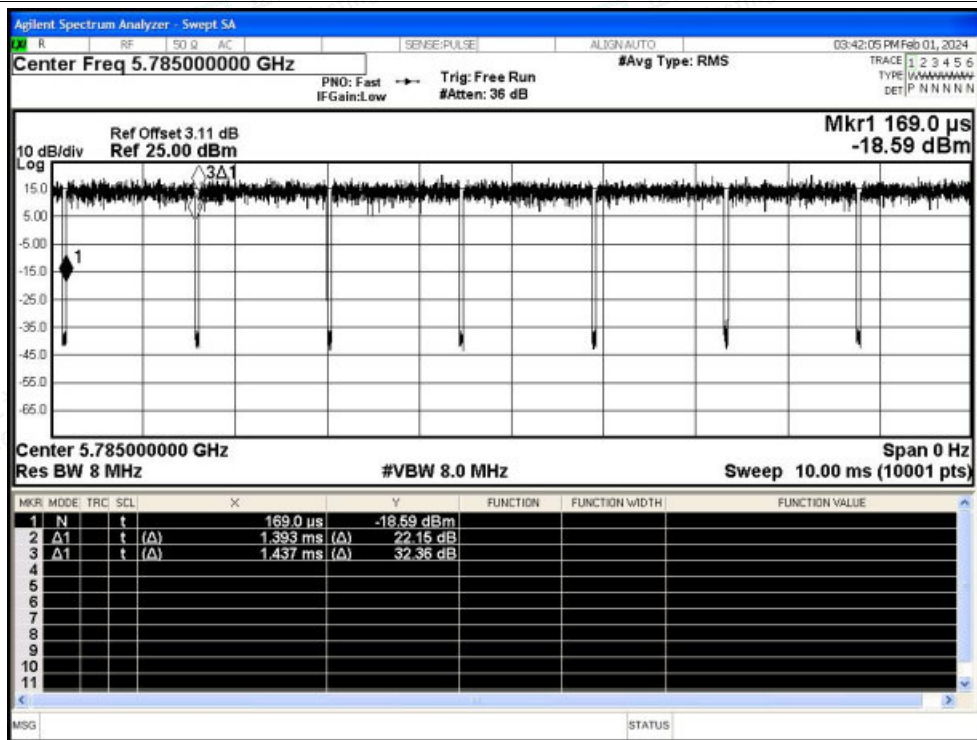 Agilent Spectrum Analyzer - Swept SA
LXI R RF 50 Ω AC SENSE:PULSE ALIGNAUTO 03:42:05 PM Feb 01, 2024
Center Freq 5.785000000 GHz #Avg Type: RMS TRACE 1 2 3 4 5 6
PNO: Fast Trig: Free Run TYPE WWWWWW
IFGain:Low #Atten: 36 dB DET P N N N N N
Mkr1 169.0 µs
Ref Offset 3.11 dB
10 dB/div Ref 25.00 dBm -18.59 dBm
Log
3Δ1
15.0
5.00
-5.00
1
-15.0
-25.0
-35.0
-45.0
-55.0
-65.0
Center 5.785000000 GHz Span 0 Hz
Res BW 8 MHz #VBW 8.0 MHz Sweep 10.00 ms (10001 pts)
MKR MODE TRC SCL X Y FUNCTION FUNCTION WIDTH FUNCTION VALUE
1 N t 169.0 µs -18.59 dBm
2 Δ1 t (Δ) 1.393 ms (Δ) 22.15 dB
3 Δ1 t (Δ) 1.437 ms (Δ) 32.36 dB
4
5
6
7
8
9
10
11
MSG STATUS